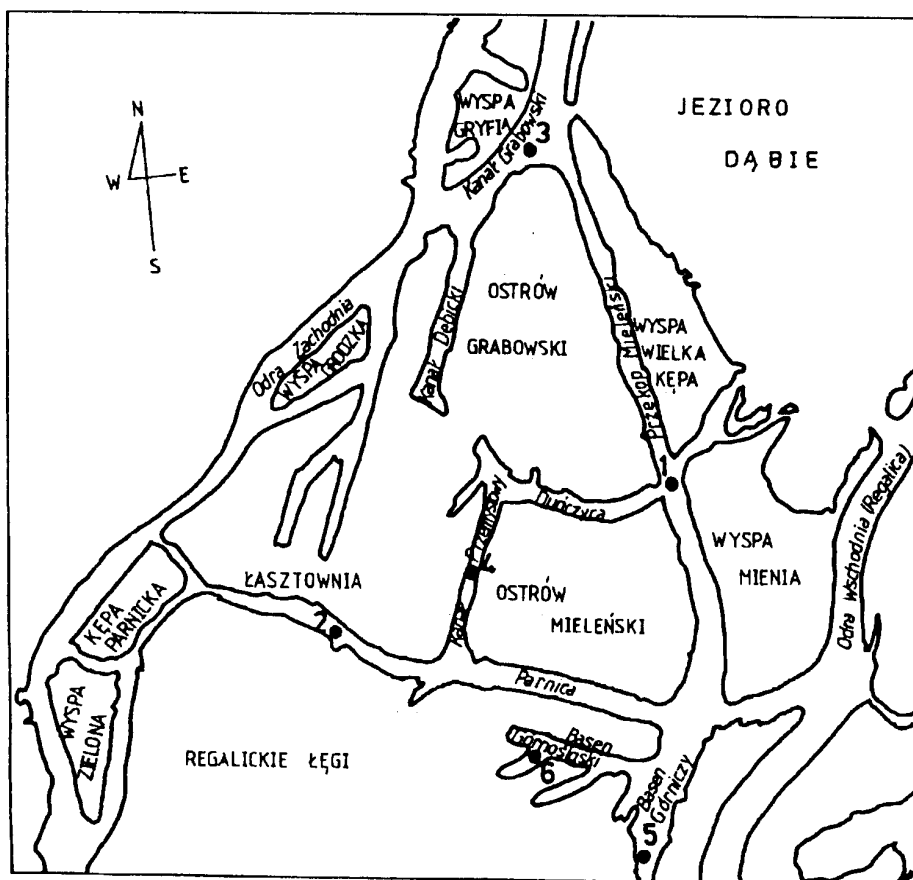 N
W E
S
JEZIORO
DĄBIE
WYSPA
GRYFIA
Kanał Grabowski
3
OSTRÓW
GRABOWSKI
Kanał Dębicki
Przekop Mieleński
WYSPA
WIELKA
KĘPA
Odra Zachodnia
WYSPA GRODZKA
1
Duńczyca
Kanał Przemysłowy
4
WYSPA
MIENIA
Odra Wschodnia (Regalica)
ŁASZTOWNIA
OSTRÓW
MIELEŃSKI
2
KĘPA
PARNICKA
Parnica
WYSPA
ZIELONA
REGALICKIE ŁĘGI
Basen
Górnośląski
6
Basen
Górniczy
5